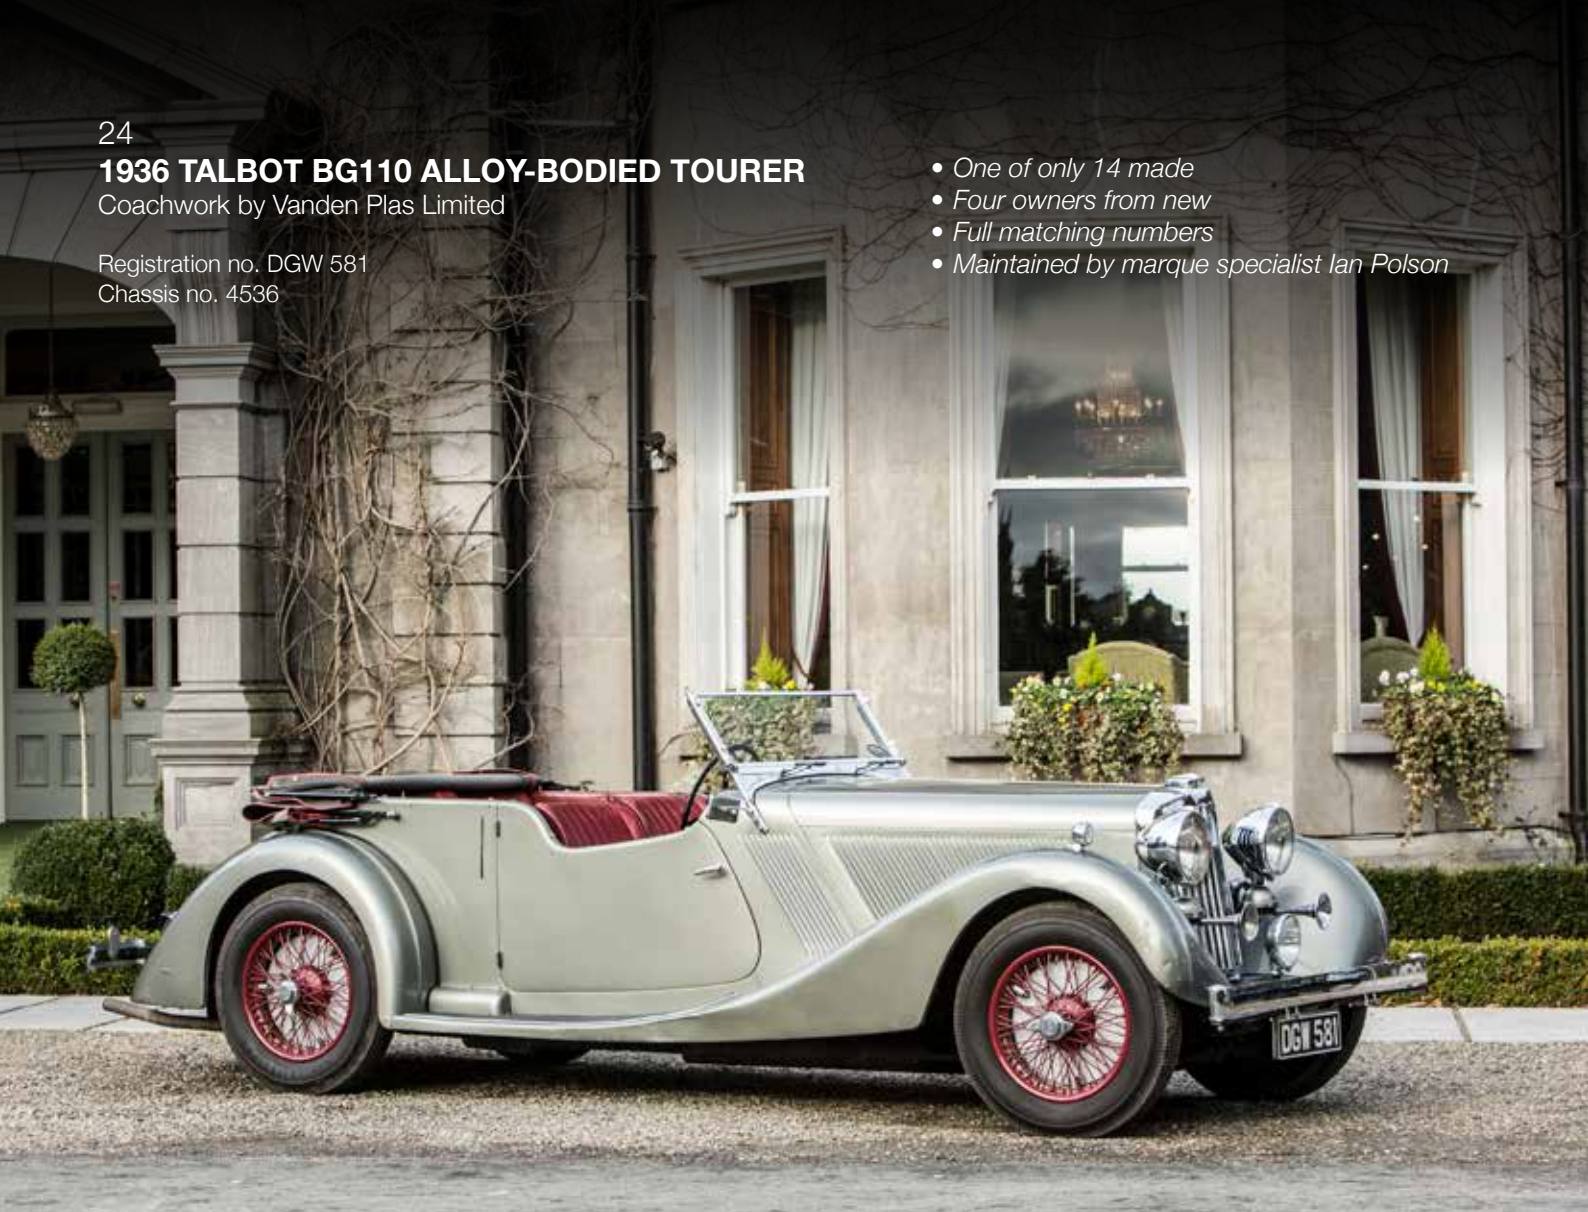 24
1936 TALBOT BG110 ALLOY-BODIED TOURER
Coachwork by Vanden Plas Limited
Registration no. DGW 581
Chassis no. 4536
• One of only 14 made
• Four owners from new
• Full matching numbers
• Maintained by marque specialist Ian Polson
DGW 581